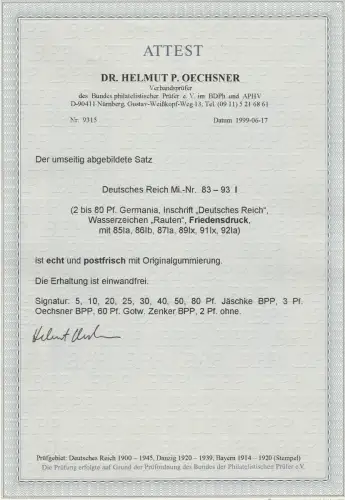 ATTEST
DR. HELMUT P. OECHSNER
Verbandsprüfer
des Bundes philatelistischer Prüfer e. V. im BDPh und APHV
D-90411 Nürnberg, Gustav-Weißkopf-Weg 13, Tel. (09 11) 5 21 68 61
Nr. 9315 Datum 1999-06-17
Der umseitig abgebildete Satz
Deutsches Reich Mi.-Nr. 83 – 93 I
(2 bis 80 Pf. Germania, Inschrift „Deutsches Reich",
Wasserzeichen „Rauten", Friedensdruck,
mit 85Ia, 86Ib, 87Ia, 89Ix, 91Ix, 92Ia)
ist echt und postfrisch mit Originalgummierung.
Die Erhaltung ist einwandfrei.
Signatur: 5, 10, 20, 25, 30, 40, 50, 80 Pf. Jäschke BPP, 3 Pf.
Oechsner BPP, 60 Pf. Gotw. Zenker BPP, 2 Pf. ohne.
Prüfgebiet: Deutsches Reich 1900 – 1945, Danzig 1920 – 1939, Bayern 1914 – 1920 (Stempel)
Die Prüfung erfolgte auf Grund der Prüfordnung des Bundes der Philatelistischen Prüfer e.V.